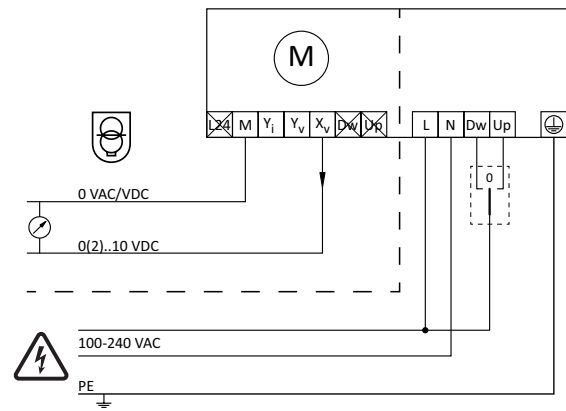 M
L24 M Yi Yv Xv Dw Up L N Dw Up
0
0 VAC/VDC
0(2)..10 VDC
100-240 VAC
PE